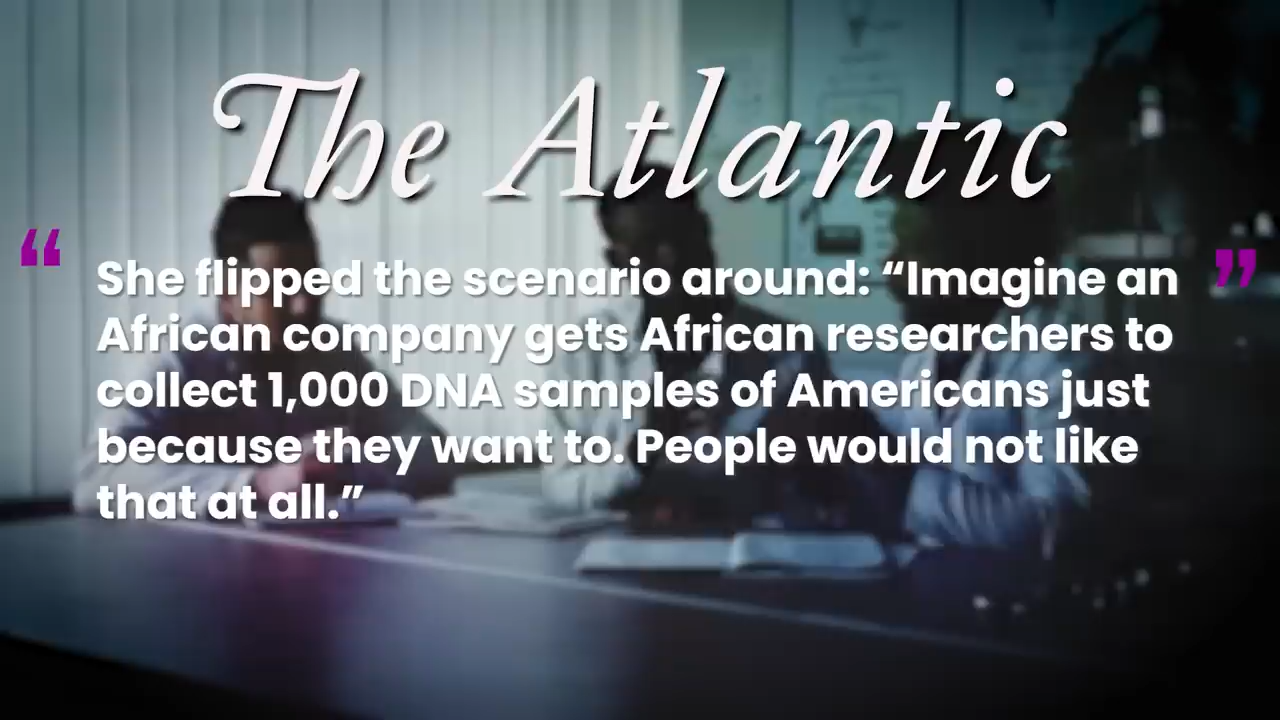 The Atlantic
“
”
She flipped the scenario around: “Imagine an
African company gets African researchers to
collect 1,000 DNA samples of Americans just
because they want to. People would not like
that at all.”